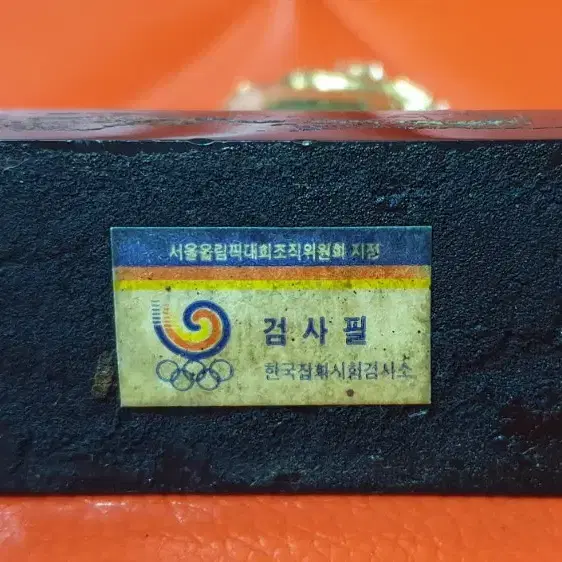 서울올림픽대회조직위원회 지정
검사필
한국잡화시험검사소